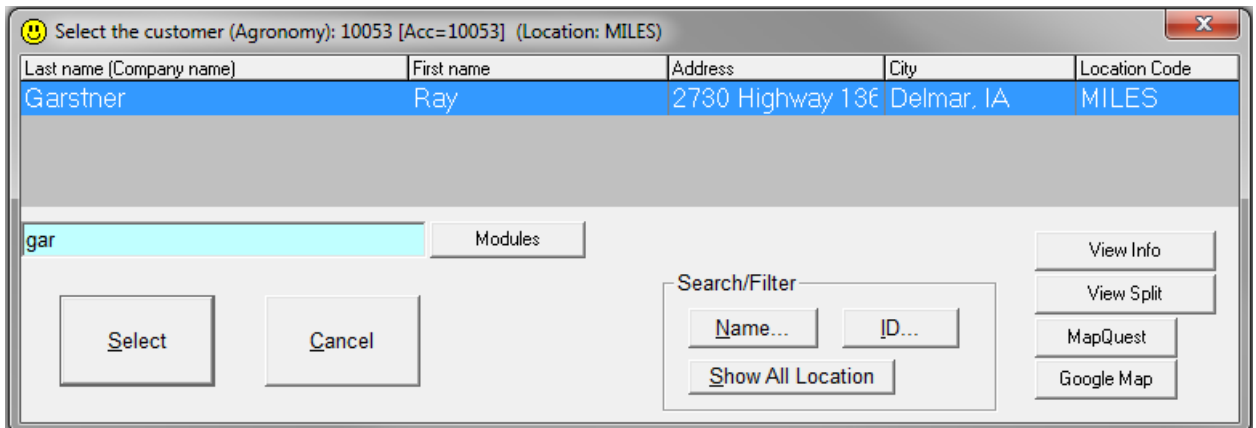 Select the customer (Agronomy): 10053 [Acc=10053] (Location: MILES)
x
Last name (Company name) First name Address City Location Code
Garstner Ray 2730 Highway 136 Delmar, IA MILES
gar Modules
View Info
Search/Filter
View Split
Select Cancel Name... ID... MapQuest
Show All Location Google Map